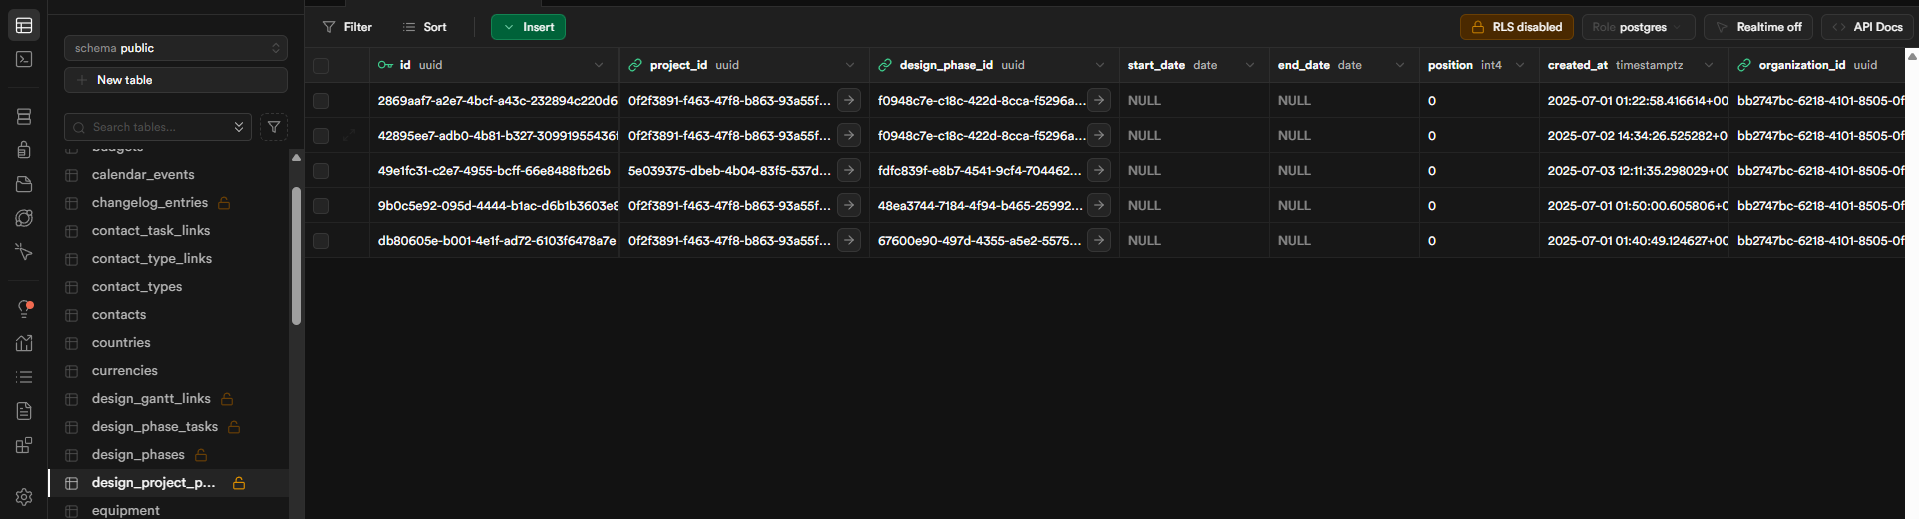 Filter Sort Insert RLS disabled Role postgres Realtime off API Docs
schema public
New table
Search tables...
budgets
calendar_events
changelog_entries
contact_task_links
contact_type_links
contact_types
contacts
countries
currencies
design_gantt_links
design_phase_tasks
design_phases
design_project_p...
equipment
id uuid project_id uuid design_phase_id uuid start_date date end_date date position int4 created_at timestamptz organization_id uuid
2869aaf7-a2e7-4bcf-a43c-232894c220d6 0f2f3891-f463-47f8-b863-93a55f... f0948c7e-c18c-422d-8cca-f5296a... NULL NULL 0 2025-07-01 01:22:58.416614+00 bb2747bc-6218-4101-8505-0f
42895ee7-adb0-4b81-b327-30991955436f 0f2f3891-f463-47f8-b863-93a55f... f0948c7e-c18c-422d-8cca-f5296a... NULL NULL 0 2025-07-02 14:34:26.525282+0 bb2747bc-6218-4101-8505-0f
49e1fc31-c2e7-4955-bcff-66e8488fb26b 5e039375-dbeb-4b04-83f5-537d... fdfc839f-e8b7-4541-9cf4-704462... NULL NULL 0 2025-07-03 12:11:35.298029+00 bb2747bc-6218-4101-8505-0f
9b0c5e92-095d-4444-b1ac-d6b1b3603e8 0f2f3891-f463-47f8-b863-93a55f... 48ea3744-7184-4f94-b465-25992... NULL NULL 0 2025-07-01 01:50:00.605806+0 bb2747bc-6218-4101-8505-0f
db80605e-b001-4e1f-ad72-6103f6478a7e 0f2f3891-f463-47f8-b863-93a55f... 67600e90-497d-4355-a5e2-5575... NULL NULL 0 2025-07-01 01:40:49.124627+00 bb2747bc-6218-4101-8505-0f